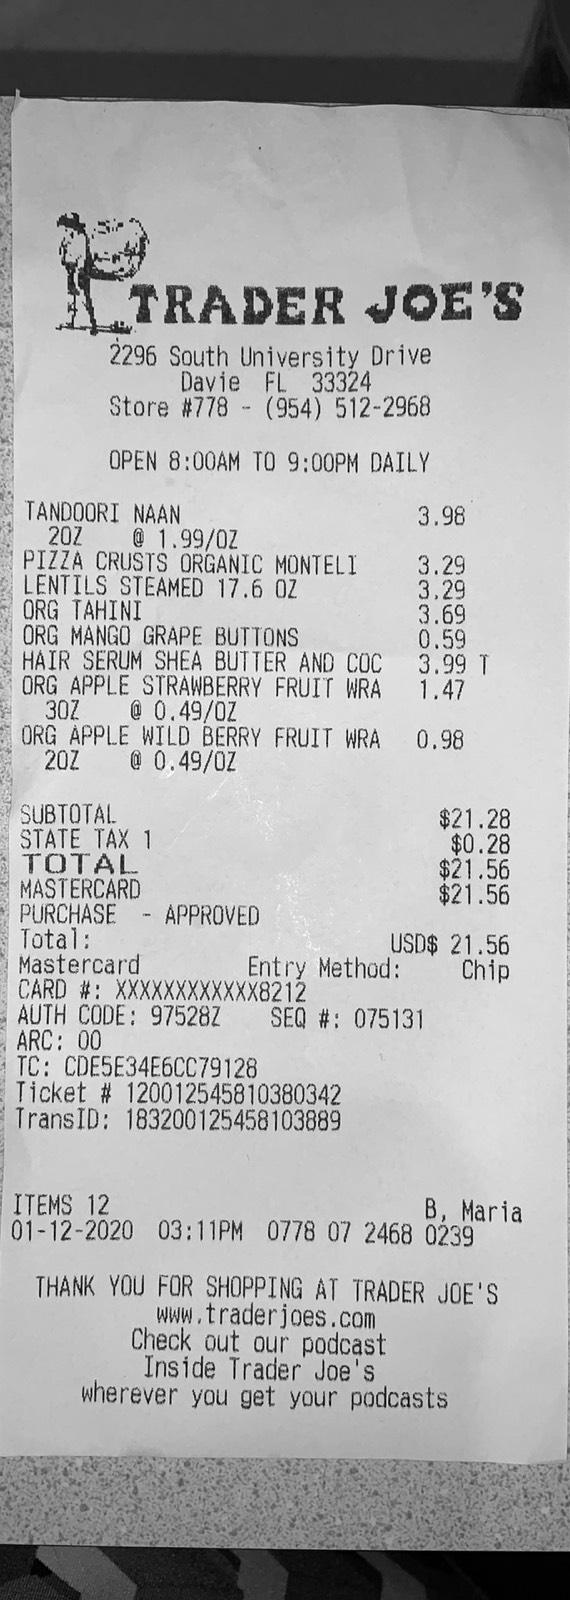 TRADER JOE'S
2296 South University Drive
Davie FL 33324
Store #778 - (954) 512-2968
OPEN 8:00AM TO 9:00PM DAILY
TANDOORI NAAN 3.98
2OZ @ 1.99/OZ
PIZZA CRUSTS ORGANIC MONTELI 3.29
LENTILS STEAMED 17.6 OZ 3.29
ORG TAHINI 3.69
ORG MANGO GRAPE BUTTONS 0.59
HAIR SERUM SHEA BUTTER AND COC 3.99 T
ORG APPLE STRAWBERRY FRUIT WRA 1.47
3OZ @ 0.49/OZ
ORG APPLE WILD BERRY FRUIT WRA 0.98
2OZ @ 0.49/OZ
SUBTOTAL $21.28
STATE TAX 1 $0.28
TOTAL $21.56
MASTERCARD $21.56
PURCHASE - APPROVED
Total: USD$ 21.56
Mastercard Entry Method: Chip
CARD #: XXXXXXXXXXXX8212
AUTH CODE: 97528Z SEQ #: 075131
ARC: 00
TC: CDE5E34E6CC79128
Ticket # 120012545810380342
TransID: 183200125458103889
ITEMS 12 B, Maria
01-12-2020 03:11PM 0778 07 2468 0239
THANK YOU FOR SHOPPING AT TRADER JOE'S
www.traderjoes.com
Check out our podcast
Inside Trader Joe's
wherever you get your podcasts